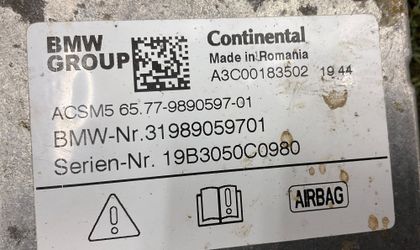 BMW
GROUP
Continental
Made in Romania
A3C00183502 19.44
ACSM5 65.77-9890597-01
BMW-Nr.31989059701
Serien-Nr. 19B3050C0980
AIRBAG